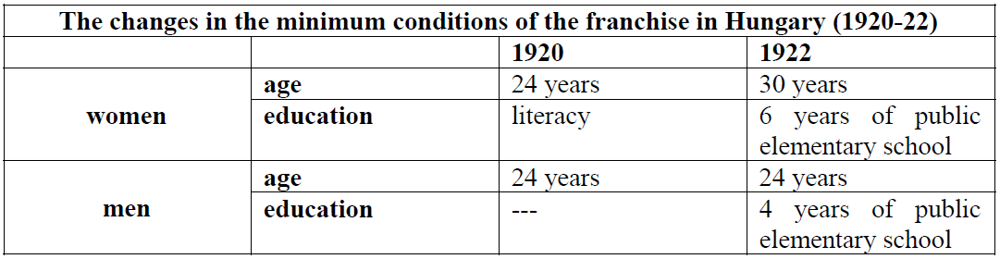 The changes in the minimum conditions of the franchise in Hungary (1920-22)
1920 1922
women age 24 years 30 years
education literacy 6 years of public
elementary school
men age 24 years 24 years
education --- 4 years of public
elementary school